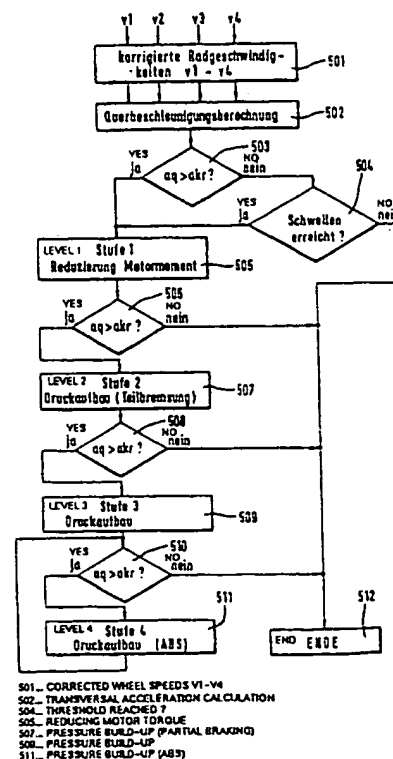 v1 v2 v3 v4
korrigierte Radgeschwindig-
keiten v1 - v4
501
Querbeschleunigungsberechnung
502
503
YES
ja
NO
nein
aq>akr?
504
YES
ja
NO
nein
Schwellen
erreicht ?
LEVEL 1 Stufe 1
Reduzierung Motormement
505
505
YES
ja
NO
nein
aq>akr?
LEVEL 2 Stufe 2
Druckaufbau (Teilbremsung)
507
508
YES
ja
NO
nein
aq>akr ?
LEVEL 3 Stufe 3
Druckaufbau
509
510
YES
ja
NO
nein
aq>akr ?
511
LEVEL 4 Stufe 4
Druckaufbau (ABS)
512
END ENDE
501... CORRECTED WHEEL SPEEDS V1-V4
502... TRANSVERSAL ACCELERATION CALCULATION
504... THRESHOLD REACHED ?
505... REDUCING MOTOR TORQUE
507... PRESSURE BUILD-UP (PARTIAL BRAKING)
509... PRESSURE BUILD-UP
511... PRESSURE BUILD-UP (ABS)